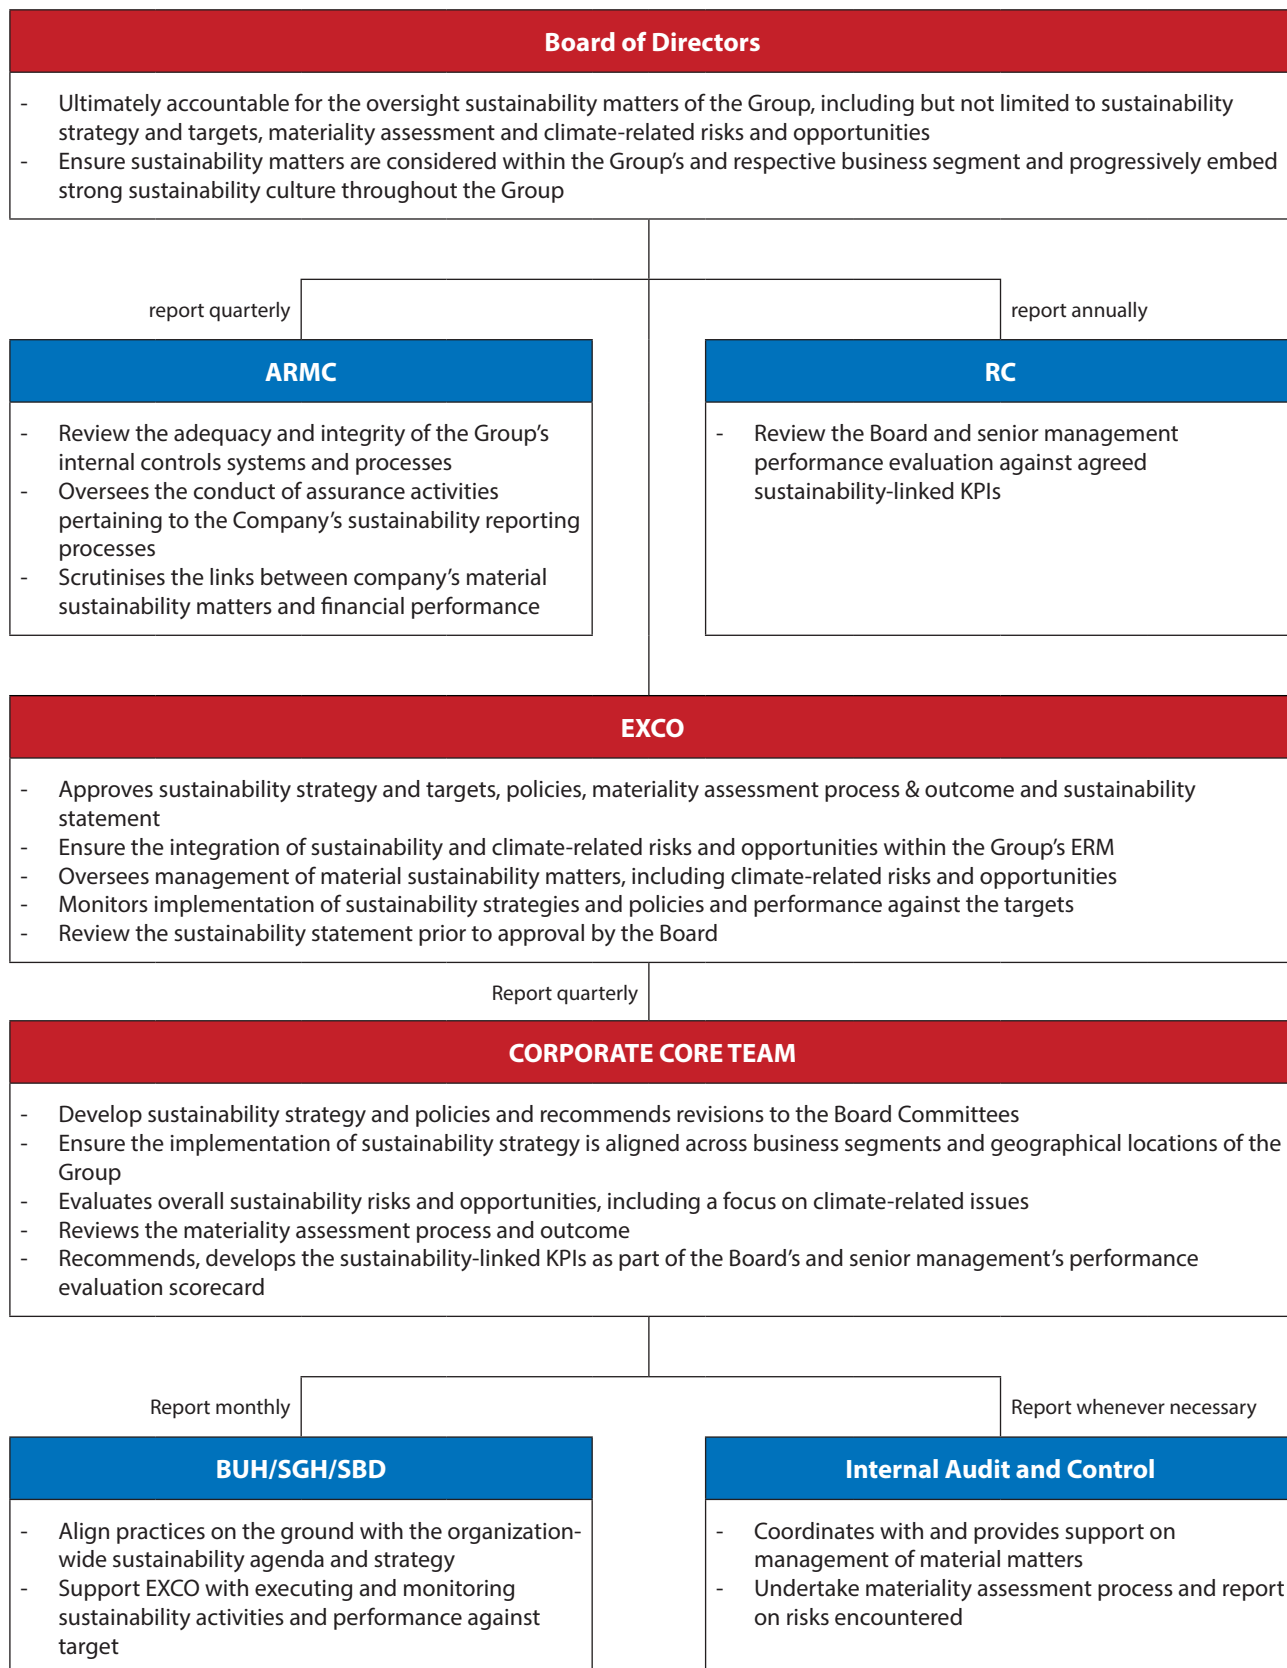 Board of Directors
- Ultimately accountable for the oversight sustainability matters of the Group, including but not limited to sustainability
strategy and targets, materiality assessment and climate-related risks and opportunities
- Ensure sustainability matters are considered within the Group’s and respective business segment and progressively embed
strong sustainability culture throughout the Group
report quarterly
report annually
ARMC
- Review the adequacy and integrity of the Group’s
internal controls systems and processes
- Oversees the conduct of assurance activities
pertaining to the Company’s sustainability reporting
processes
- Scrutinises the links between company’s material
sustainability matters and financial performance
RC
- Review the Board and senior management
performance evaluation against agreed
sustainability-linked KPIs
EXCO
- Approves sustainability strategy and targets, policies, materiality assessment process & outcome and sustainability
statement
- Ensure the integration of sustainability and climate-related risks and opportunities within the Group’s ERM
- Oversees management of material sustainability matters, including climate-related risks and opportunities
- Monitors implementation of sustainability strategies and policies and performance against the targets
- Review the sustainability statement prior to approval by the Board
Report quarterly
CORPORATE CORE TEAM
- Develop sustainability strategy and policies and recommends revisions to the Board Committees
- Ensure the implementation of sustainability strategy is aligned across business segments and geographical locations of the
Group
- Evaluates overall sustainability risks and opportunities, including a focus on climate-related issues
- Reviews the materiality assessment process and outcome
- Recommends, develops the sustainability-linked KPIs as part of the Board’s and senior management’s performance
evaluation scorecard
Report monthly
Report whenever necessary
BUH/SGH/SBD
- Align practices on the ground with the organization-
wide sustainability agenda and strategy
- Support EXCO with executing and monitoring
sustainability activities and performance against
target
Internal Audit and Control
- Coordinates with and provides support on
management of material matters
- Undertake materiality assessment process and report
on risks encountered